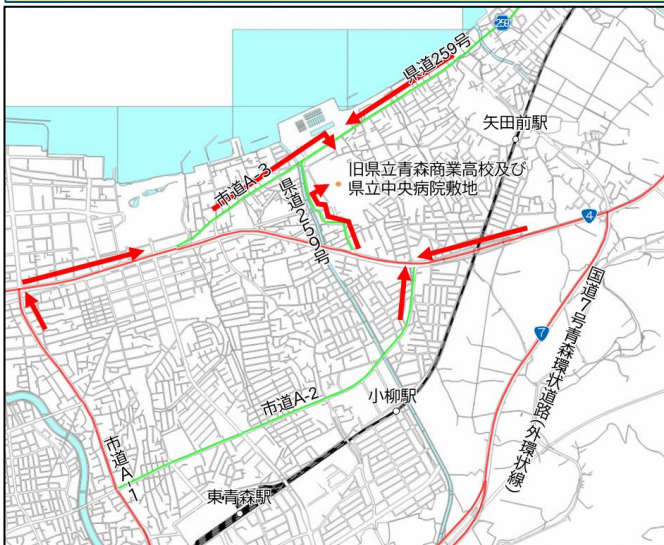 259
県道259号
矢田前駅
旧県立青森商業高校及び
県立中央病院敷地
市道A-3
県道259号
4
国道7号青森環状道路(外環状線)
7
市道A-2
小柳駅
市道A-1
東青森駅